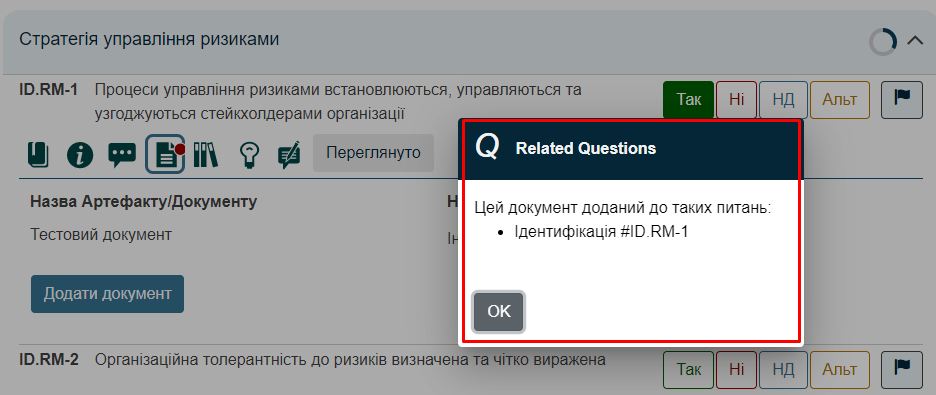 Стратегія управління ризиками
ID.RM-1 Процеси управління ризиками встановлюються, управляються та
узгоджуються стейкхолдерами організації
Так Ні НД Альт
Переглянуто
Q Related Questions
Назва Артефакту/Документу
Тестовий документ
Цей документ доданий до таких питань:
• Ідентифікація #ID.RM-1
Додати документ
OK
ID.RM-2 Організаційна толерантність до ризиків визначена та чітко виражена
Так Ні НД Альт